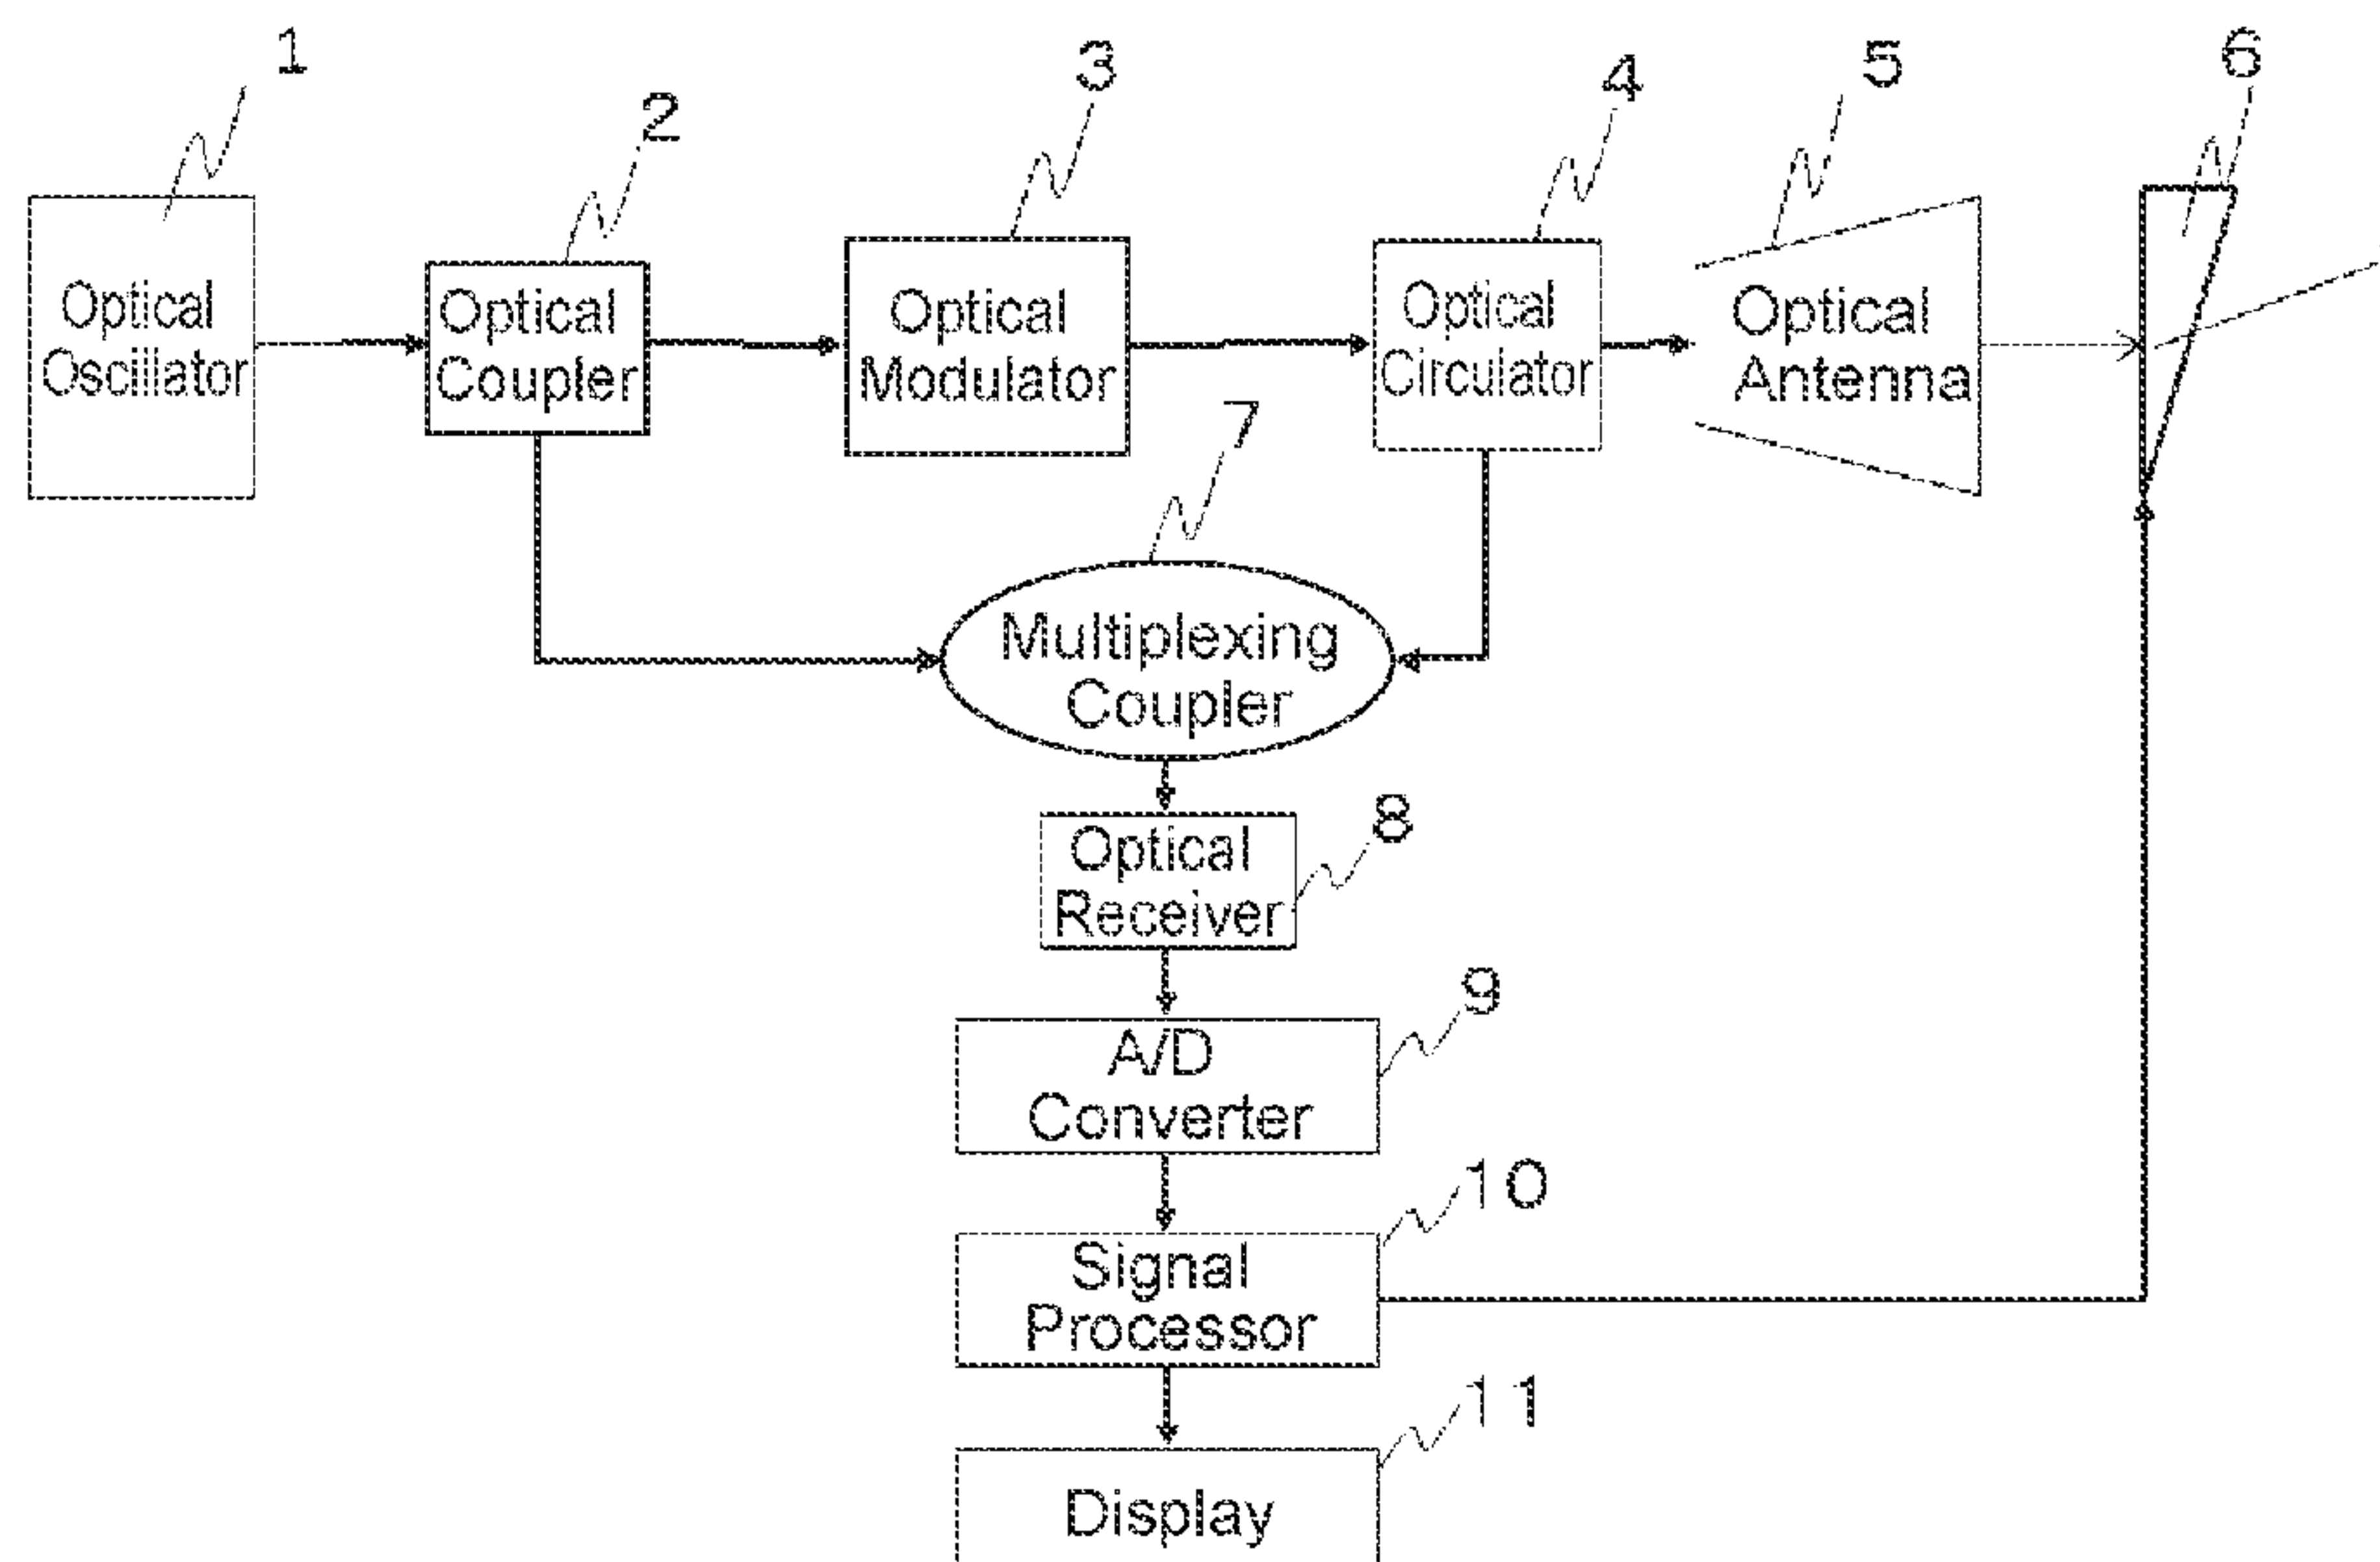 1
2
3
4
5
6
Optical
Oscillator
Optical
Coupler
Optical
Modulator
Optical
Circulator
Optical
Antenna
7
Multiplexing
Coupler
8
Optical
Receiver
9
A/D
Converter
10
Signal
Processor
11
Display